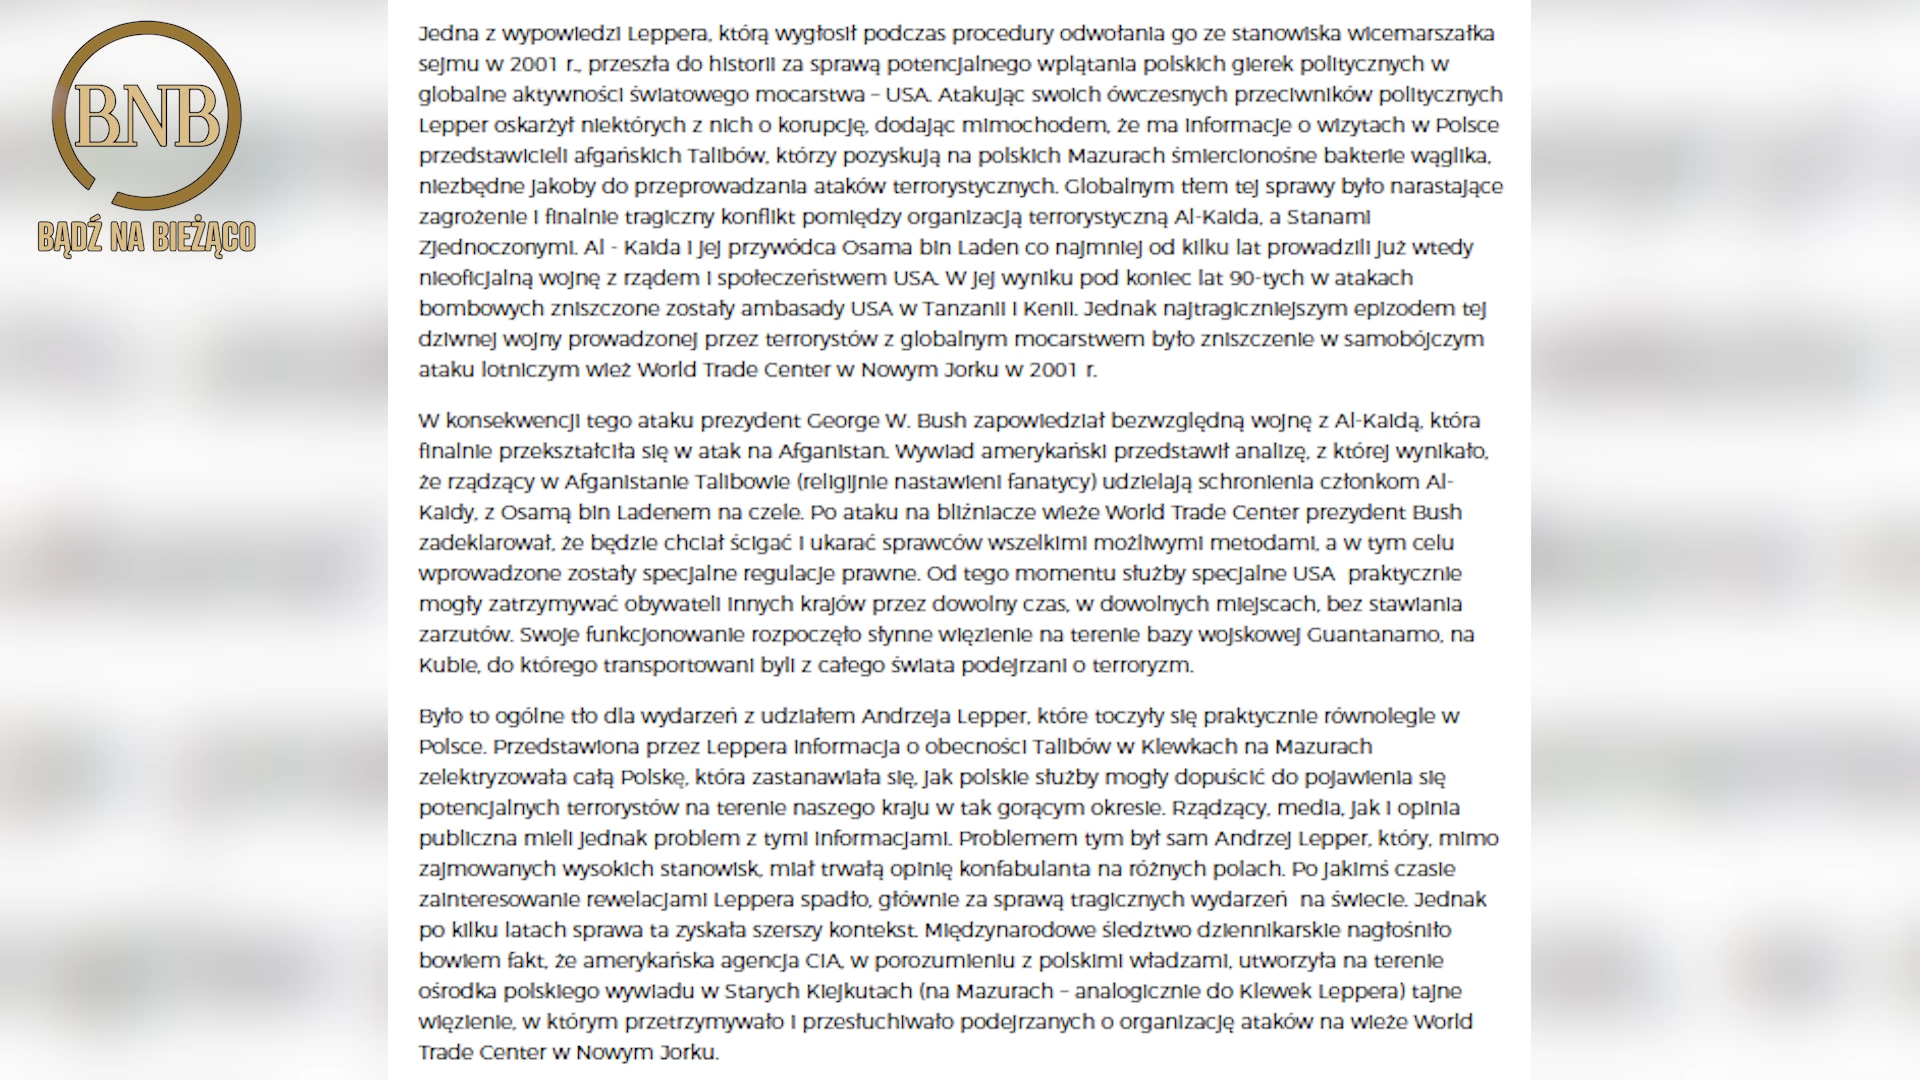 BNB
BĄDŹ NA BIEŻĄCO
Jedna z wypowiedzi Leppera, którą wygłosił podczas procedury odwołania go ze stanowiska wicemarszałka
sejmu w 2001 r., przeszła do historii za sprawą potencjalnego wplątania polskich gierek politycznych w
globalne aktywności światowego mocarstwa – USA. Atakując swoich ówczesnych przeciwników politycznych
Lepper oskarżył niektórych z nich o korupcję, dodając mimochodem, że ma informacje o wizytach w Polsce
przedstawicieli afgańskich Talibów, którzy pozyskują na polskich Mazurach śmiercionośne bakterie wąglika,
niezbędne jakoby do przeprowadzania ataków terrorystycznych. Globalnym tłem tej sprawy było narastające
zagrożenie i finalnie tragiczny konflikt pomiędzy organizacją terrorystyczną Al-Kaida, a Stanami
Zjednoczonymi. Al - Kaida i jej przywódca Osama bin Laden co najmniej od kilku lat prowadzili już wtedy
nieoficjalną wojnę z rządem i społeczeństwem USA. W jej wyniku pod koniec lat 90-tych w atakach
bombowych zniszczone zostały ambasady USA w Tanzanii i Kenii. Jednak najtragiczniejszym epizodem tej
dziwnej wojny prowadzonej przez terrorystów z globalnym mocarstwem było zniszczenie w samobójczym
ataku lotniczym wież World Trade Center w Nowym Jorku w 2001 r.
W konsekwencji tego ataku prezydent George W. Bush zapowiedział bezwzględną wojnę z Al-Kaidą, która
finalnie przekształciła się w atak na Afganistan. Wywiad amerykański przedstawił analizę, z której wynikało,
że rządzący w Afganistanie Talibowie (religijnie nastawieni fanatycy) udzielają schronienia członkom Al-
Kaidy, z Osamą bin Ladenem na czele. Po ataku na bliźniacze wieże World Trade Center prezydent Bush
zadeklarował, że będzie chciał ścigać i ukarać sprawców wszelkimi możliwymi metodami, a w tym celu
wprowadzone zostały specjalne regulacje prawne. Od tego momentu służby specjalne USA praktycznie
mogły zatrzymywać obywateli innych krajów przez dowolny czas, w dowolnych miejscach, bez stawiania
zarzutów. Swoje funkcjonowanie rozpoczęło słynne więzienie na terenie bazy wojskowej Guantanamo, na
Kubie, do którego transportowani byli z całego świata podejrzani o terroryzm.
Było to ogólne tło dla wydarzeń z udziałem Andrzeja Lepper, które toczyły się praktycznie równolegle w
Polsce. Przedstawiona przez Leppera informacja o obecności Talibów w Klewkach na Mazurach
zelektryzowała całą Polskę, która zastanawiała się, jak polskie służby mogły dopuścić do pojawienia się
potencjalnych terrorystów na terenie naszego kraju w tak gorącym okresie. Rządzący, media, jak i opinia
publiczna mieli jednak problem z tymi informacjami. Problemem tym był sam Andrzej Lepper, który, mimo
zajmowanych wysokich stanowisk, miał trwałą opinię konfabulanta na różnych polach. Po jakimś czasie
zainteresowanie rewelacjami Leppera spadło, głównie za sprawą tragicznych wydarzeń na świecie. Jednak
po kilku latach sprawa ta zyskała szerszy kontekst. Międzynarodowe śledztwo dziennikarskie nagłośniło
bowiem fakt, że amerykańska agencja CIA, w porozumieniu z polskimi władzami, utworzyła na terenie
ośrodka polskiego wywiadu w Starych Kiejkutach (na Mazurach – analogicznie do Klewek Leppera) tajne
więzienie, w którym przetrzymywało i przesłuchiwało podejrzanych o organizację ataków na wieże World
Trade Center w Nowym Jorku.